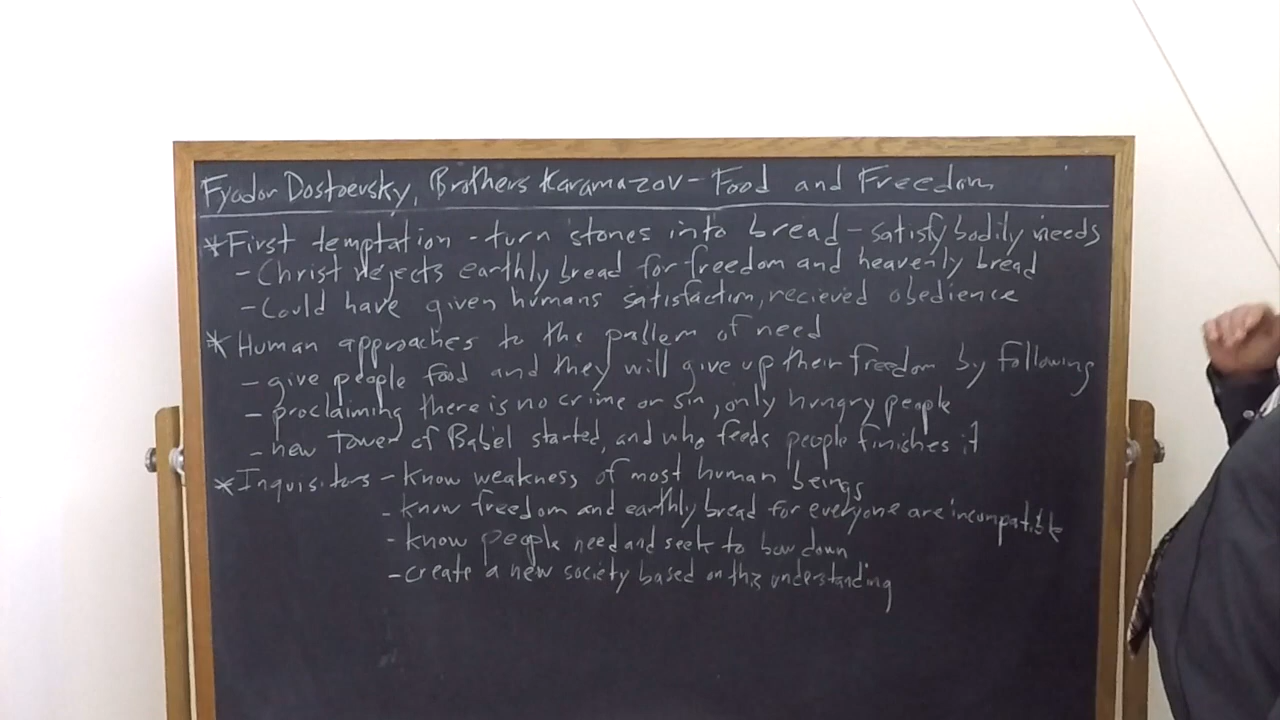 Fyodor Dostoevsky, Brothers Karamazov - Food and Freedom
* First temptation - turn stones into bread - satisfy bodily needs
- Christ rejects earthly bread for freedom and heavenly bread
- Could have given humans satisfaction, recieved obedience
* Human approaches to the problem of need
- give people food and they will give up their freedom by following
- proclaiming there is no crime or sin, only hungry people
- new Tower of Babel started, and who feeds people finishes it
* Inquisitors - know weakness of most human beings
- know freedom and earthly bread for everyone are incompatible
- know people need and seek to bow down
- create a new society based on this understanding